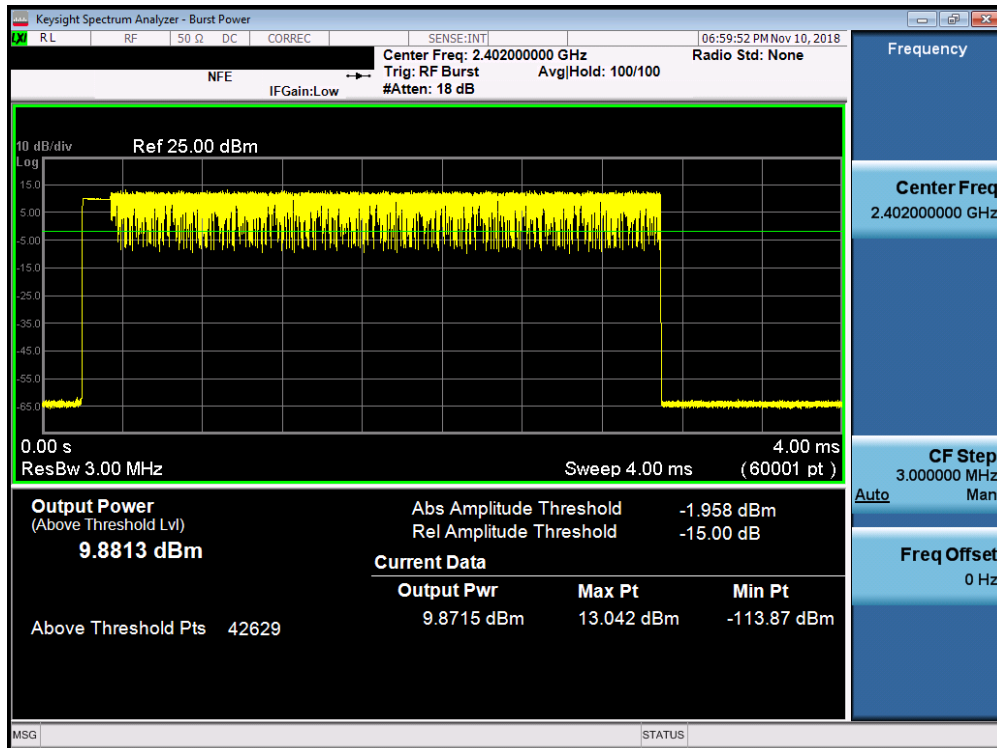 Keysight Spectrum Analyzer - Burst Power
LXI RL RF 50 Ω DC CORREC SENSE:INT 06:59:52 PM Nov 10, 2018
Center Freq: 2.402000000 GHz Radio Std: None
NFE Trig: RF Burst Avg|Hold: 100/100
IFGain:Low #Atten: 18 dB
10 dB/div Ref 25.00 dBm
Log
15.0
5.00
-5.00
-15.0
-25.0
-35.0
-45.0
-55.0
-65.0
0.00 s 4.00 ms
ResBw 3.00 MHz Sweep 4.00 ms (60001 pt )
Output Power
(Above Threshold Lvl)
9.8813 dBm
Above Threshold Pts 42629
Abs Amplitude Threshold -1.958 dBm
Rel Amplitude Threshold -15.00 dB
Current Data
Output Pwr Max Pt Min Pt
9.8715 dBm 13.042 dBm -113.87 dBm
Frequency
Center Freq
2.402000000 GHz
CF Step
3.000000 MHz
Auto Man
Freq Offset
0 Hz
MSG STATUS